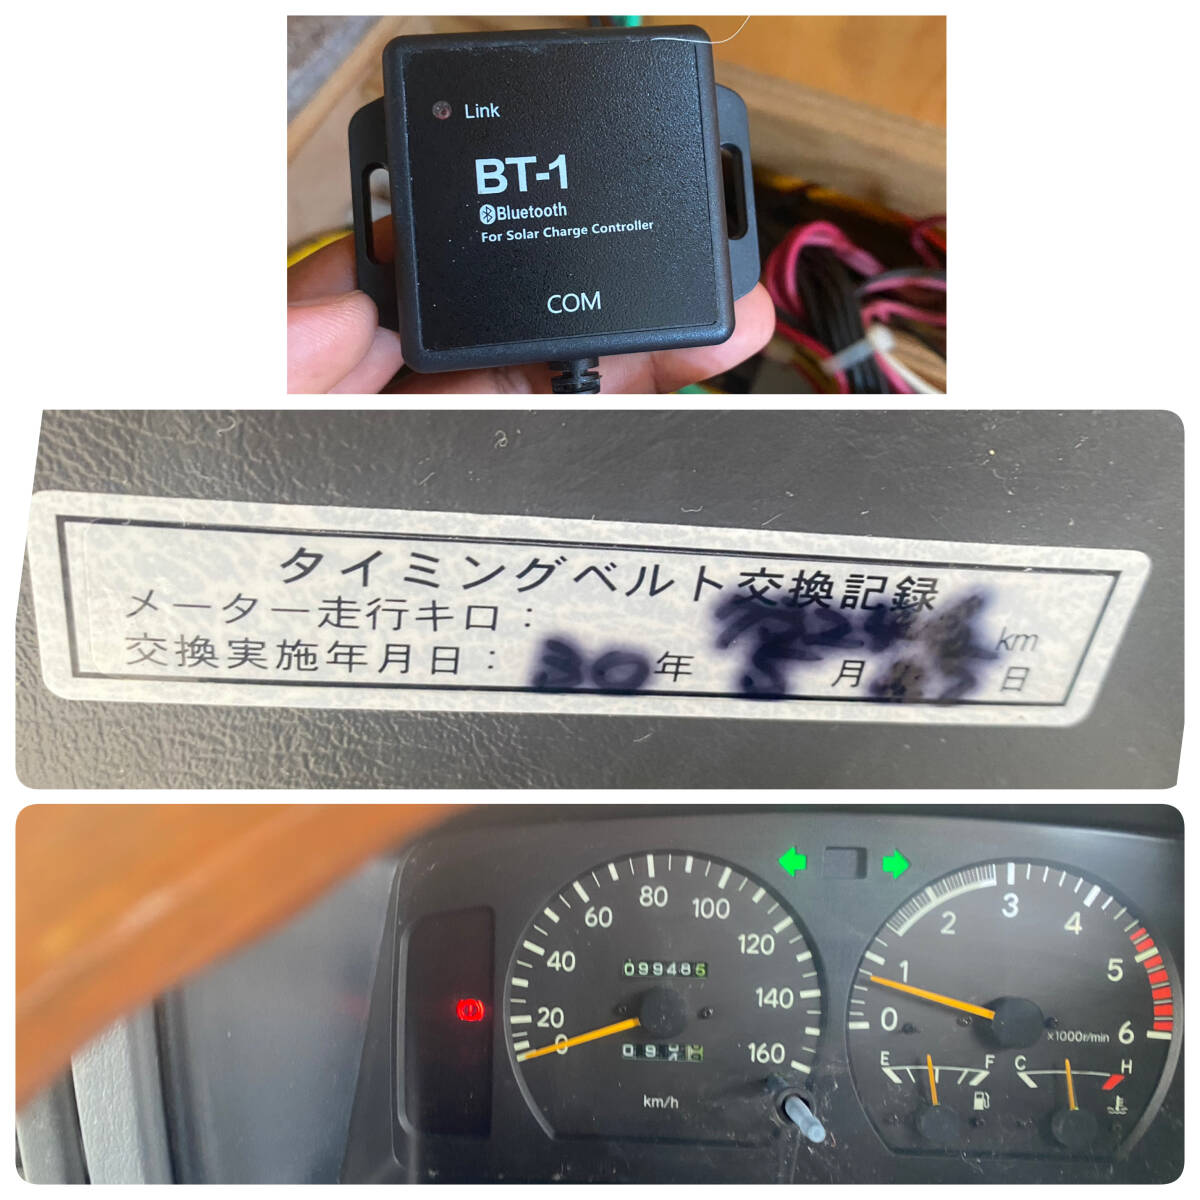 Link
BT-1
Bluetooth
For Solar Charge Controller
COM
タイミングベルト交換記録
メーター走行キロ： km
交換実施年月日：30年 月 日
0 20 40 60 80 100 120 140 160
099485
km/h
0 1 2 3 4 5 6
x1000r/min
E F
C H